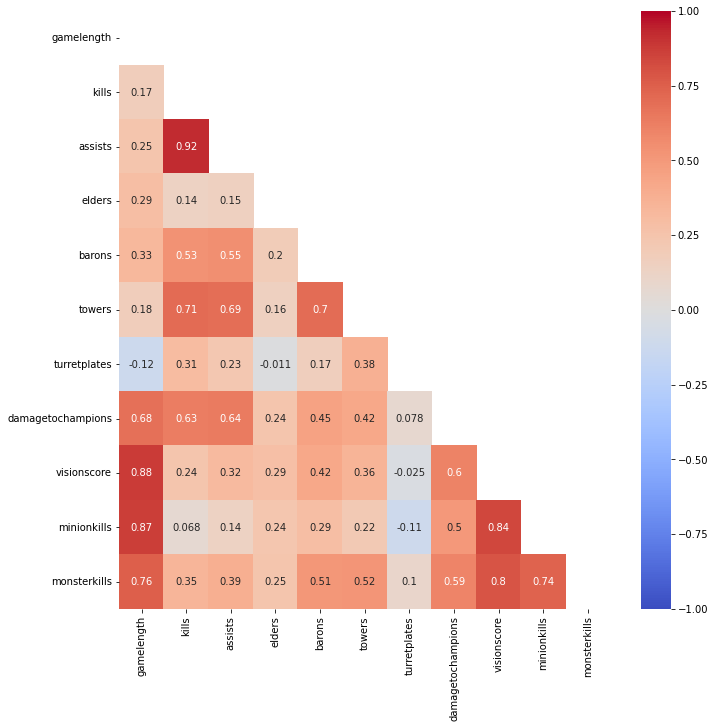 gamelength
kills 0.17
assists 0.25 0.92
elders 0.29 0.14 0.15
barons 0.33 0.53 0.55 0.2
towers 0.18 0.71 0.69 0.16 0.7
turretplates -0.12 0.31 0.23 -0.011 0.17 0.38
damagetochampions 0.68 0.63 0.64 0.24 0.45 0.42 0.078
visionscore 0.88 0.24 0.32 0.29 0.42 0.36 -0.025 0.6
minionkills 0.87 0.068 0.14 0.24 0.29 0.22 -0.11 0.5 0.84
monsterkills 0.76 0.35 0.39 0.25 0.51 0.52 0.1 0.59 0.8 0.74
gamelength
kills
assists
elders
barons
towers
turretplates
damagetochampions
visionscore
minionkills
monsterkills
1.00
0.75
0.50
0.25
0.00
−0.25
−0.50
−0.75
−1.00